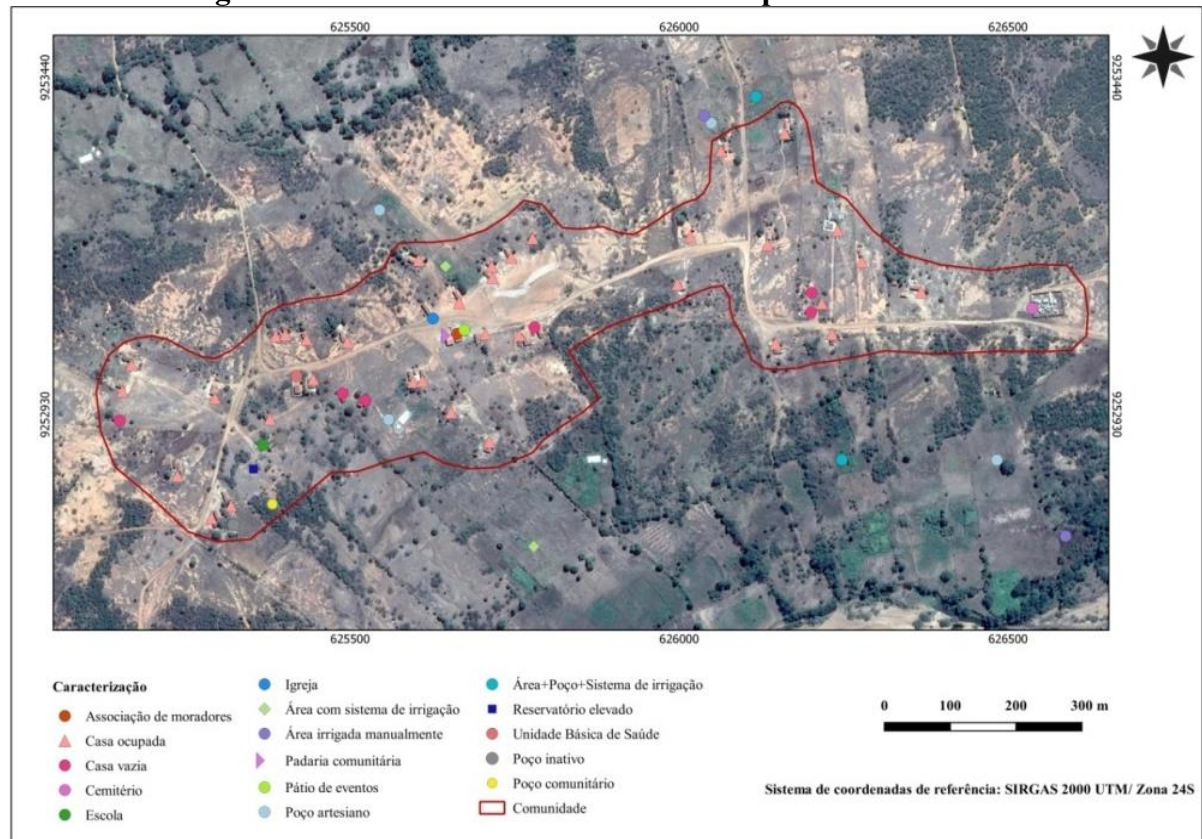 625500 626000 626500
9253440 9253440
9252930 9252930
625500 626000 626500
Caracterização
Associação de moradores
Casa ocupada
Casa vazia
Cemitério
Escola
Igreja
Área com sistema de irrigação
Área irrigada manualmente
Padaria comunitária
Pátio de eventos
Poço artesiano
Área+Poço+Sistema de irrigação
Reservatório elevado
Unidade Básica de Saúde
Poço inativo
Poço comunitário
Comunidade
0 100 200 300 m
Sistema de coordenadas de referência: SIRGAS 2000 UTM/ Zona 24S